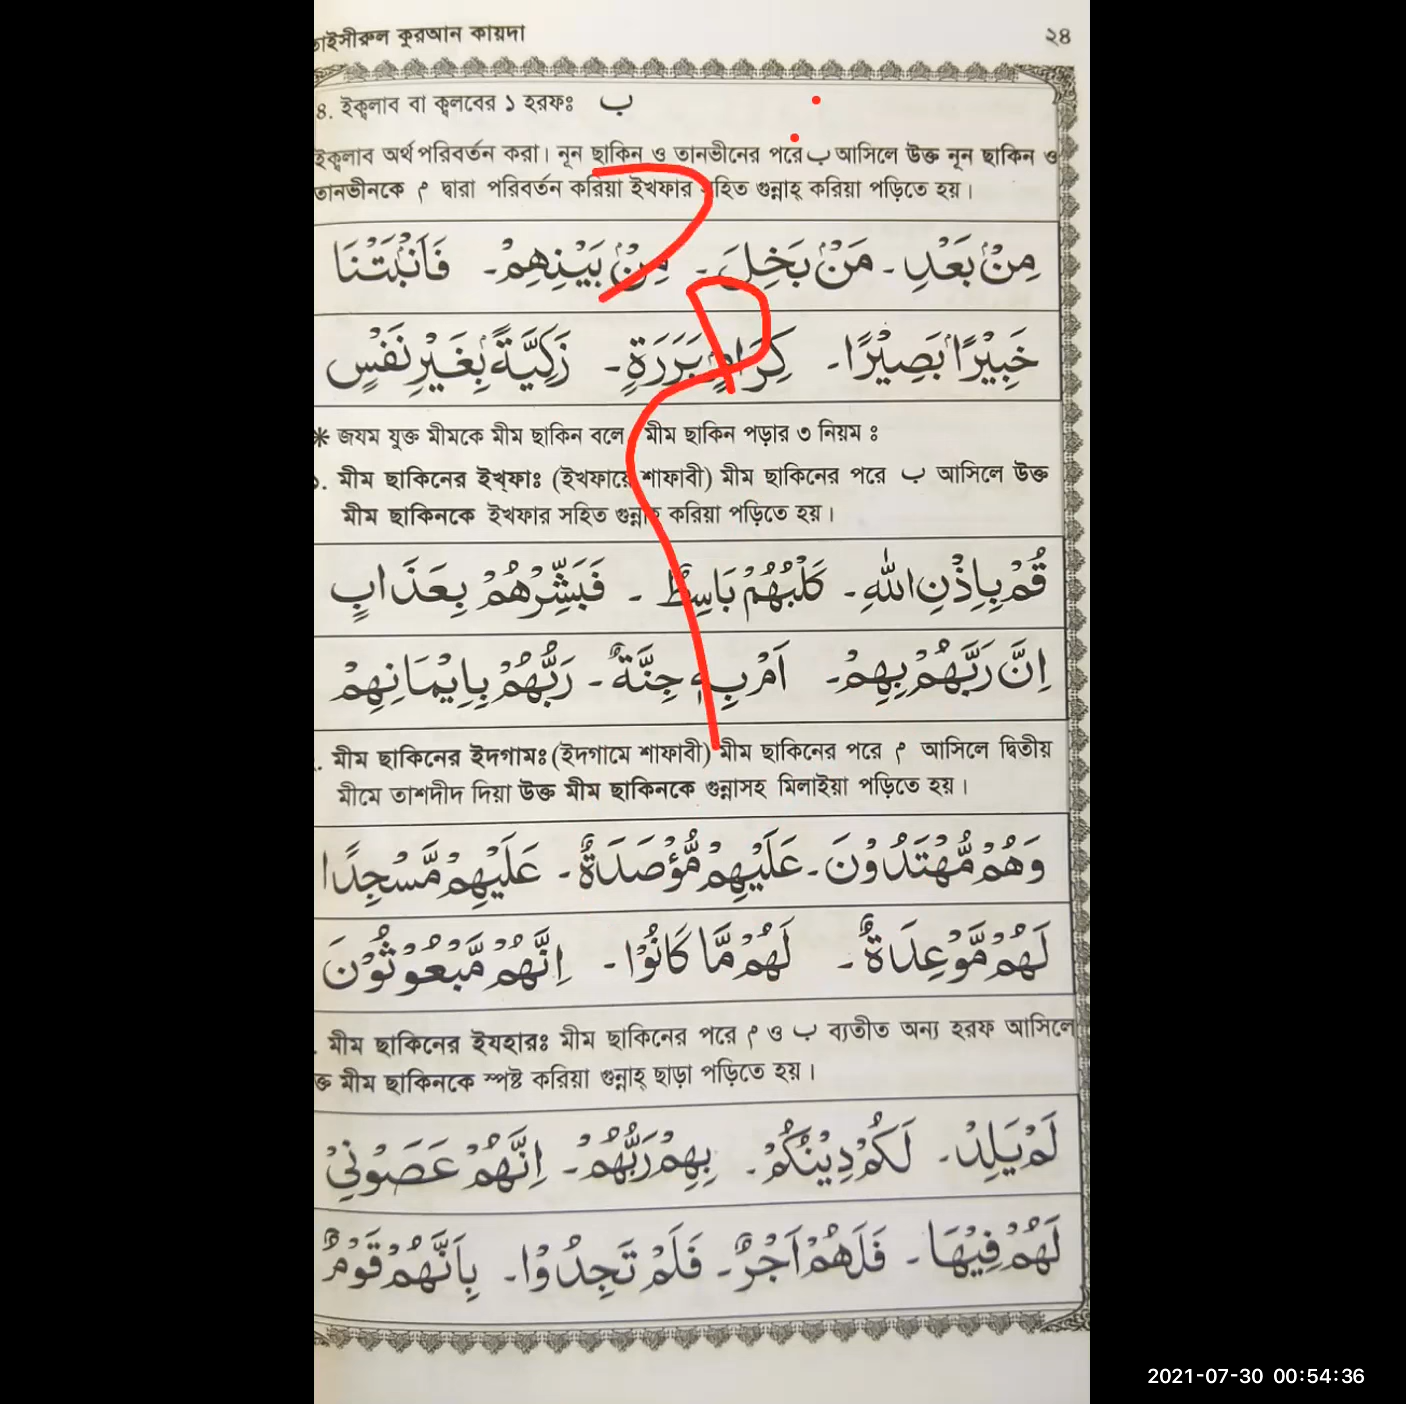 তাইসীরুল কুরআন কায়দা ২৪
৪. ইক্বলাব বা ক্বলবের ১ হরফঃ ب
ইক্বলাব অর্থ পরিবর্তন করা। নূন ছাকিন ও তানভীনের পরে ب আসিলে উক্ত নূন ছাকিন ও
তানভীনকে م দ্বারা পরিবর্তন করিয়া ইখফার সহিত গুন্নাহ্ করিয়া পড়িতে হয়।
مِنْۢ بَعْدِ ـ مَنْۢ بَخِلَ ـ مِنْۢ بَيْنِهِمْ ـ فَاَنْۢبَتْنَا
خَبِيْرًاۢ بَصِيْرًا ـ كِرَامٍۭ بَرَرَةٍ ـ زَكِيَّةًۢ بِغَيْرِ نَفْسٍ
* জযম যুক্ত মীমকে মীম ছাকিন বলে। মীম ছাকিন পড়ার ৩ নিয়ম ঃ
১. মীম ছাকিনের ইখ্ফাঃ (ইখফায়ে শাফাবী) মীম ছাকিনের পরে ب আসিলে উক্ত
মীম ছাকিনকে ইখফার সহিত গুন্নাহ্ করিয়া পড়িতে হয়।
قُمْ بِاِذْنِ اللّٰهِ ـ كَلْبُهُمْ بَاسِطٌ ـ فَبَشِّرْهُمْ بِعَذَابٍ
اِنَّ رَبَّهُمْ بِهِمْ ـ اَمْ بِهٖ جِنَّةٌ ـ رَبُّهُمْ بِاِيْمَانِهِمْ
. মীম ছাকিনের ইদগামঃ (ইদগামে শাফাবী) মীম ছাকিনের পরে م আসিলে দ্বিতীয়
মীমে তাশদীদ দিয়া উক্ত মীম ছাকিনকে গুন্নাসহ মিলাইয়া পড়িতে হয়।
وَهُمْ مُّهْتَدُوْنَ ـ عَلَيْهِمْ مُّؤْصَدَةٌ ـ عَلَيْهِمْ مَّسْجِدًا
لَهُمْ مَّوْعِدَةٌ ـ لَهُمْ مَّا كَانُوْا ـ اِنَّهُمْ مَّبْعُوْثُوْنَ
. মীম ছাকিনের ইযহারঃ মীম ছাকিনের পরে م ও ب ব্যতীত অন্য হরফ আসিলে
ক্ত মীম ছাকিনকে স্পষ্ট করিয়া গুন্নাহ্ ছাড়া পড়িতে হয়।
لَمْ يَلِدْ ـ لَكُمْ دِيْنُكُمْ ـ بِهِمْ رَبُّهُمْ ـ اِنَّهُمْ عَصَوْنِيْ
لَهُمْ فِيْهَا ـ فَلَهُمْ اَجْرٌ ـ فَلَمْ تَجِدُوْا ـ بِاَنَّهُمْ قَوْمٌ
2021-07-30 00:54:36